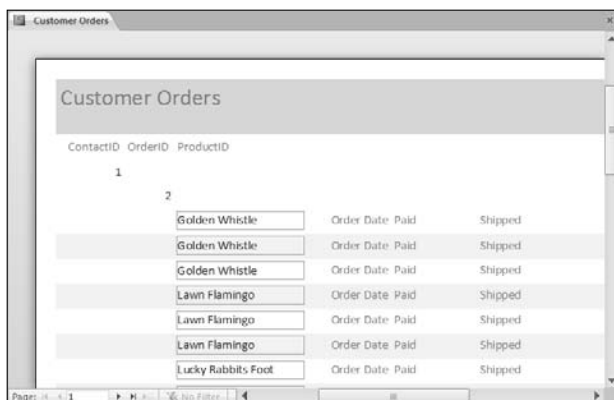 Customer Orders
Customer Orders
ContactID OrderID ProductID
1
2
Golden Whistle Order Date Paid Shipped
Golden Whistle Order Date Paid Shipped
Golden Whistle Order Date Paid Shipped
Lawn Flamingo Order Date Paid Shipped
Lawn Flamingo Order Date Paid Shipped
Lawn Flamingo Order Date Paid Shipped
Lucky Rabbits Foot Order Date Paid Shipped
Page: 1 No Filter